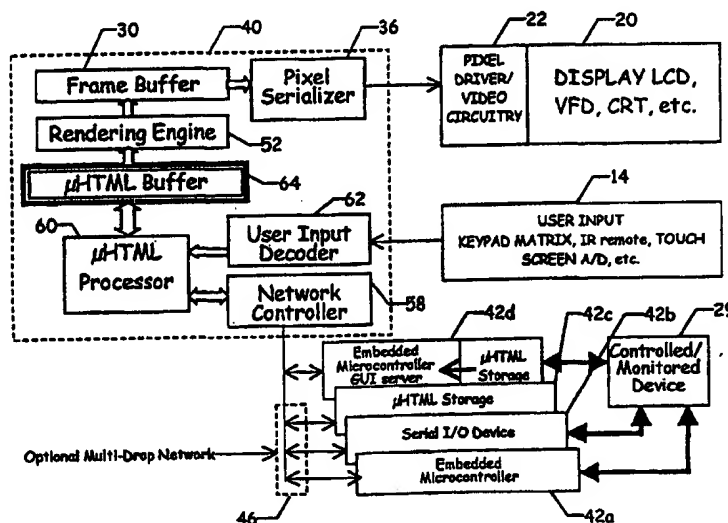 30
40
36
22
20
Frame Buffer
Pixel
Serializer
PIXEL
DRIVER/
VIDEO
CIRCUITRY
DISPLAY LCD,
VFD, CRT, etc.
Rendering Engine
52
µHTML Buffer
64
14
60
62
USER INPUT
KEYPAD MATRIX, IR remote, TOUCH
SCREEN A/D, etc.
µHTML
Processor
User Input
Decoder
Network
Controller
58
42d
42c
42b
29
Embedded
Microcontroller
GUI server
µHTML
Storage
Controlled/
Monitored
Device
µHTML Storage
Serial I/O Device
Optional Multi-Drop Network
Embedded
Microcontroller
46
42a